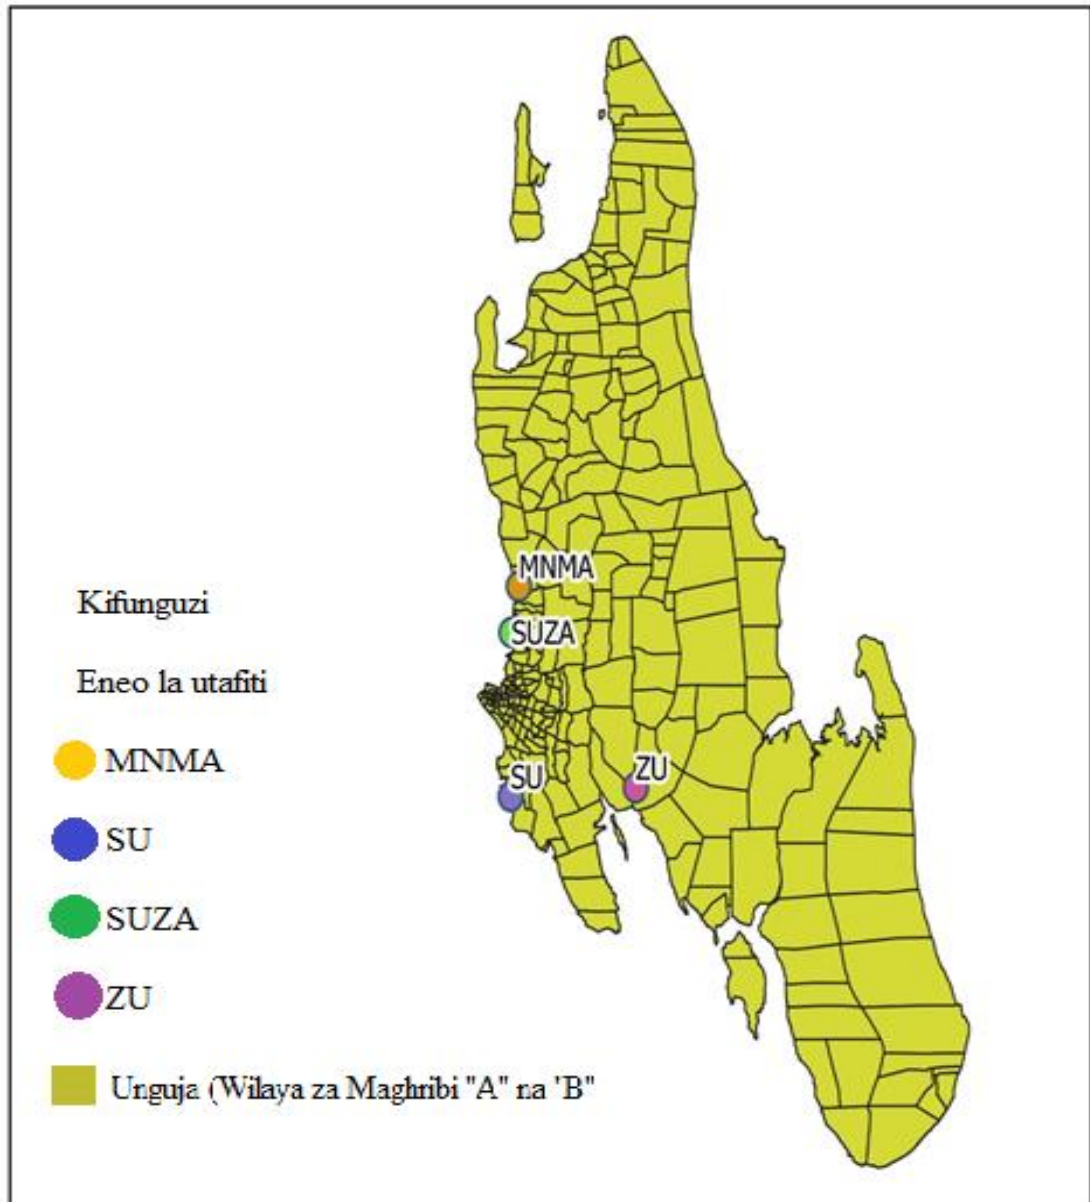 MNMA
SUZA
SU
ZU
Kifunguzi
Eneo la utafiti
MNMA
SU
SUZA
ZU
Unguja (Wilaya za Maghribi "A" na 'B"